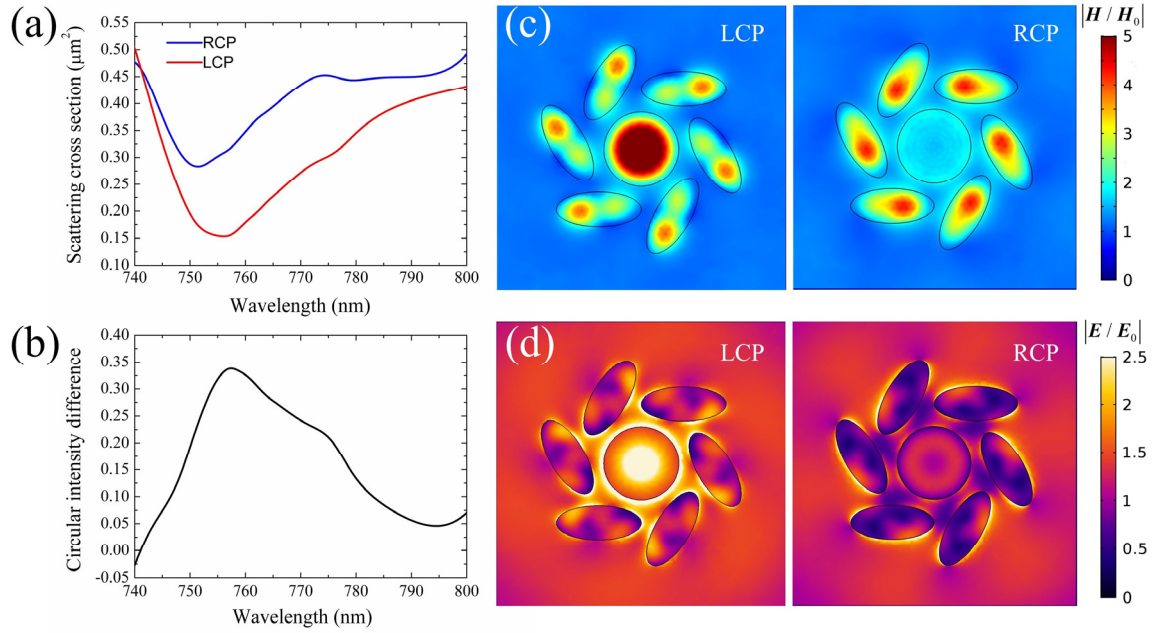 (a)
Scattering cross section (μm²)
0.55
0.50
0.45
0.40
0.35
0.30
0.25
0.20
0.15
0.10
RCP
LCP
740 750 760 770 780 790 800
Wavelength (nm)
(b)
Circular intensity difference
0.40
0.35
0.30
0.25
0.20
0.15
0.10
0.05
0.00
-0.05
740 750 760 770 780 790 800
Wavelength (nm)
(c)
LCP
RCP
|H / H₀|
5
4
3
2
1
0
(d)
LCP
RCP
|E / E₀|
2.5
2
1.5
1
0.5
0